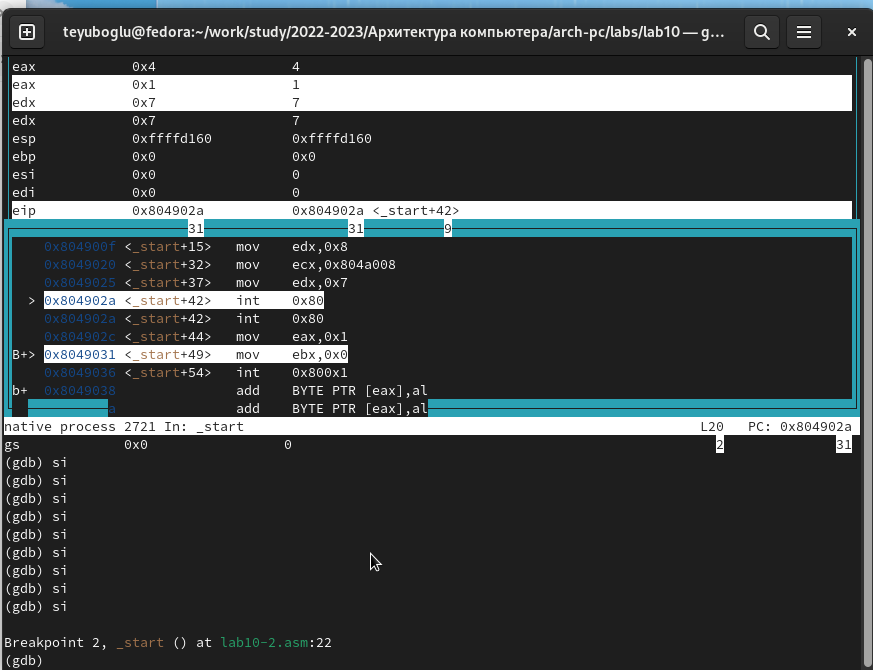 teyuboglu@fedora:~/work/study/2022-2023/Архитектура компьютера/arch-pc/labs/lab10 — g...
eax 0x4 4
eax 0x1 1
edx 0x7 7
edx 0x7 7
esp 0xffffd160 0xffffd160
ebp 0x0 0x0
esi 0x0 0
edi 0x0 0
eip 0x804902a 0x804902a <_start+42>
31 31 9
0x804900f <_start+15> mov edx,0x8
0x8049020 <_start+32> mov ecx,0x804a008
0x8049025 <_start+37> mov edx,0x7
> 0x804902a <_start+42> int 0x80
0x804902a <_start+42> int 0x80
0x804902c <_start+44> mov eax,0x1
B+> 0x8049031 <_start+49> mov ebx,0x0
0x8049036 <_start+54> int 0x800x1
b+ 0x8049038 add BYTE PTR [eax],al
a add BYTE PTR [eax],al
native process 2721 In: _start L20 PC: 0x804902a
gs 0x0 0 2 31
(gdb) si
(gdb) si
(gdb) si
(gdb) si
(gdb) si
(gdb) si
(gdb) si
(gdb) si
(gdb) si
Breakpoint 2, _start () at lab10-2.asm:22
(gdb)